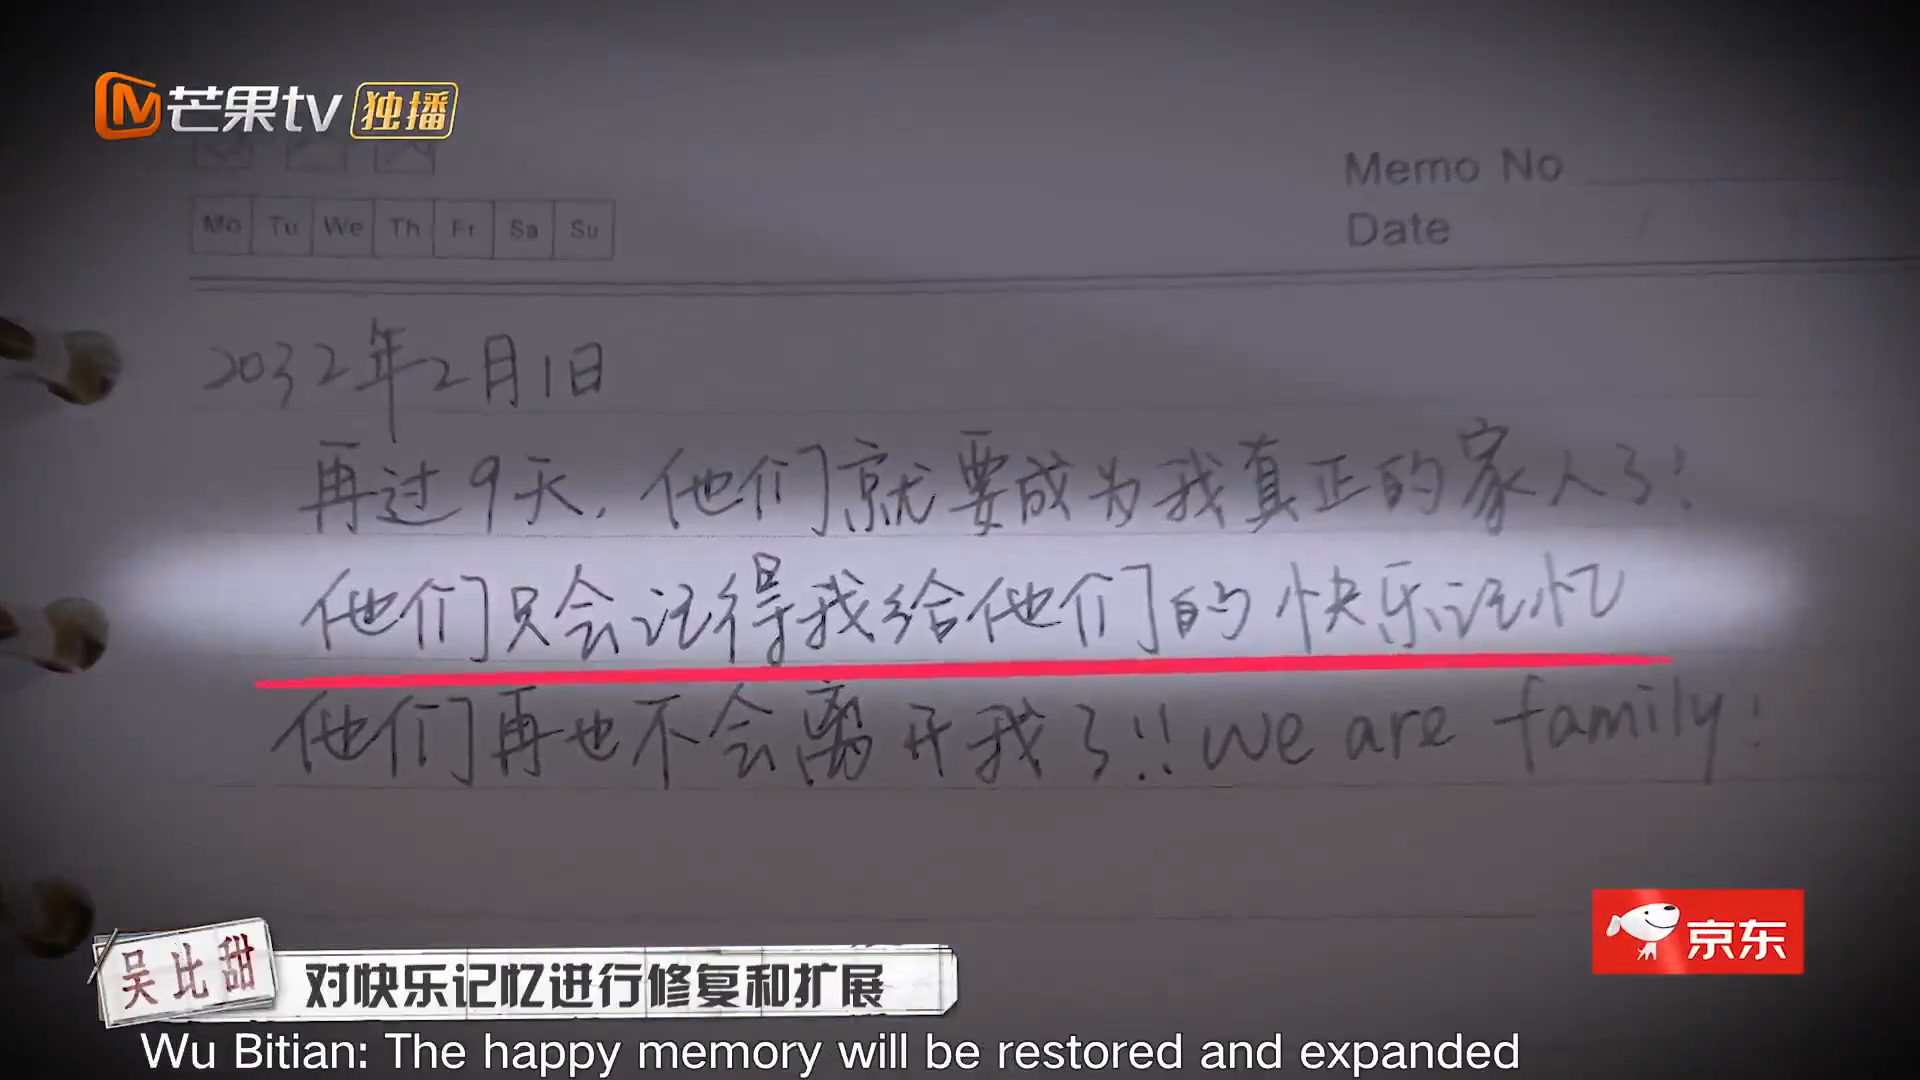 芒果tv 独播
Memo No
Mo Tu We Th Fr Sa Su
Date
2032年2月1日
再过9天,他们就要成为我真正的家人了!
他们只会记得我给他们的快乐记忆
他们再也不会离开我了!!We are family!
吴比甜
对快乐记忆进行修复和扩展
京东
Wu Bitian: The happy memory will be restored and expanded